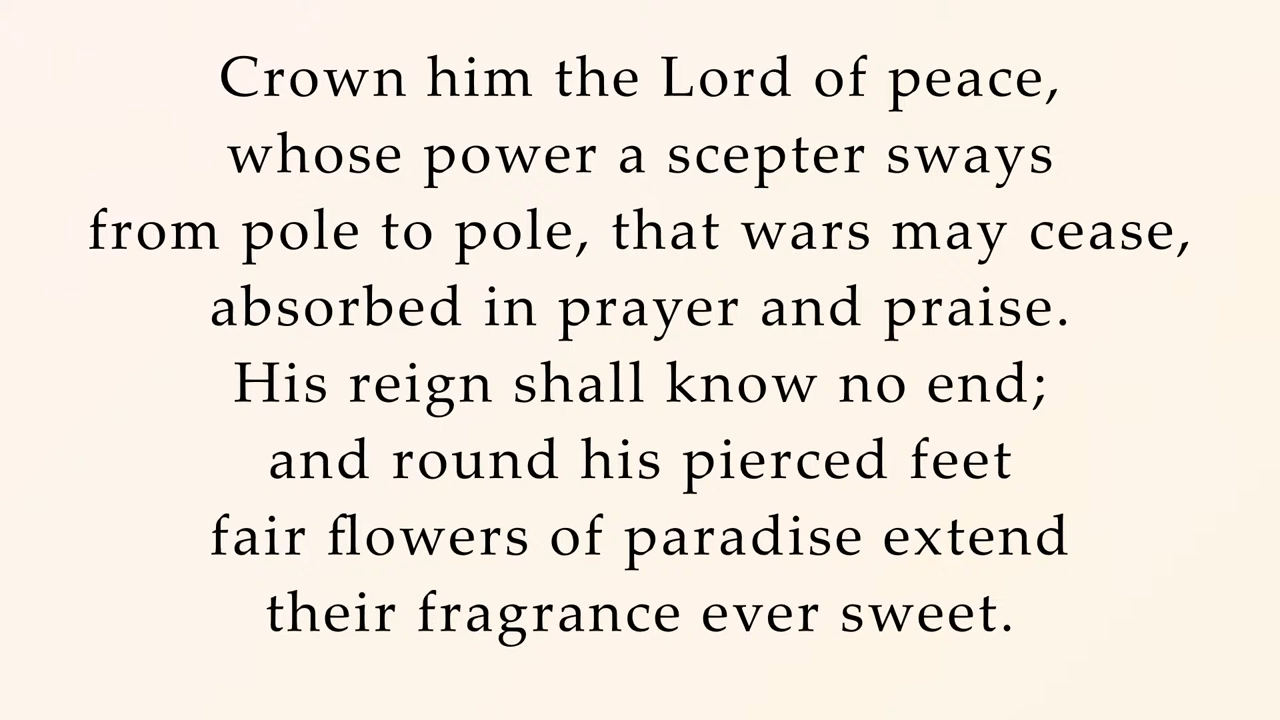 Crown him the Lord of peace,
whose power a scepter sways
from pole to pole, that wars may cease,
absorbed in prayer and praise.
His reign shall know no end;
and round his pierced feet
fair flowers of paradise extend
their fragrance ever sweet.